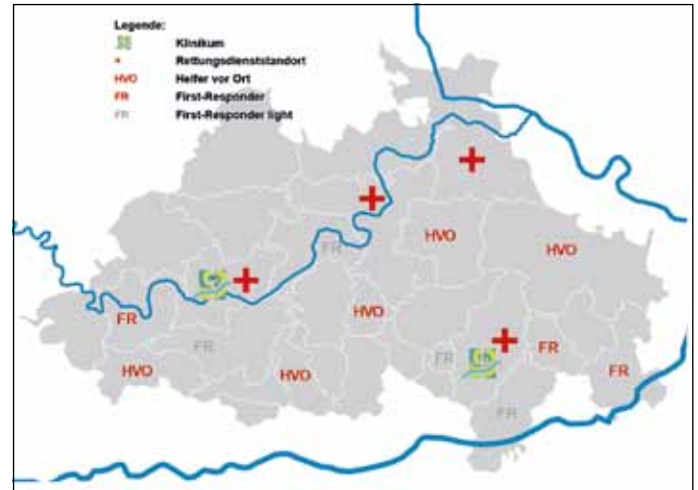 Legende:
Klinikum
+ Rettungsdienststandort
HVO Helfer vor Ort
FR First-Responder
FR First-Responder light
HVO
HVO
FR
HVO
FR
FR
FR
FR
FR
HVO
HVO
FR